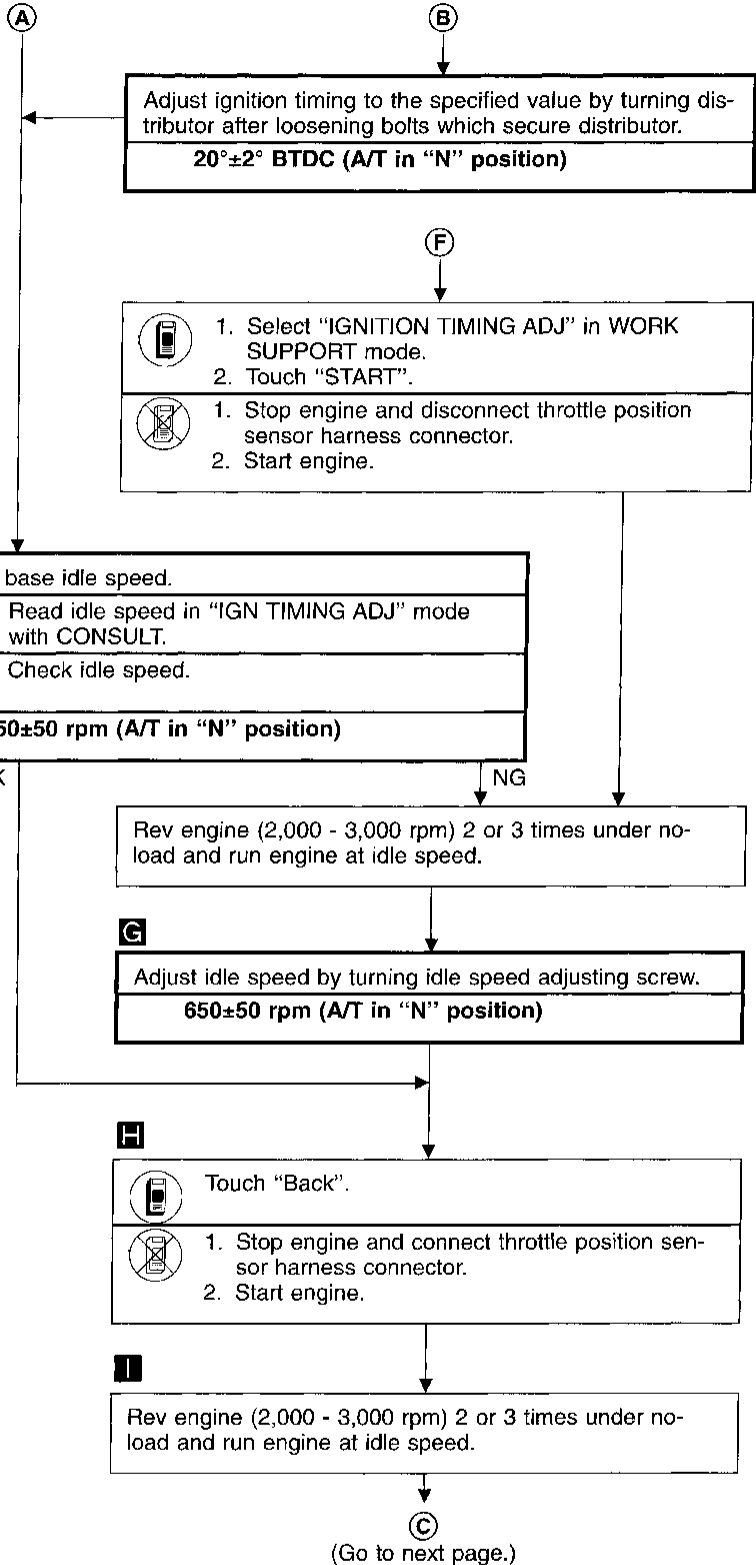 A
B
Adjust ignition timing to the specified value by turning dis-
tributor after loosening bolts which secure distributor.
20°±2° BTDC (A/T in “N” position)
F
1. Select “IGNITION TIMING ADJ” in WORK
SUPPORT mode.
2. Touch “START”.
1. Stop engine and disconnect throttle position
sensor harness connector.
2. Start engine.
base idle speed.
Read idle speed in “IGN TIMING ADJ” mode
with CONSULT.
Check idle speed.
50±50 rpm (A/T in “N” position)
K
NG
Rev engine (2,000 - 3,000 rpm) 2 or 3 times under no-
load and run engine at idle speed.
G
Adjust idle speed by turning idle speed adjusting screw.
650±50 rpm (A/T in “N” position)
H
Touch “Back”.
1. Stop engine and connect throttle position sen-
sor harness connector.
2. Start engine.
I
Rev engine (2,000 - 3,000 rpm) 2 or 3 times under no-
load and run engine at idle speed.
C
(Go to next page.)